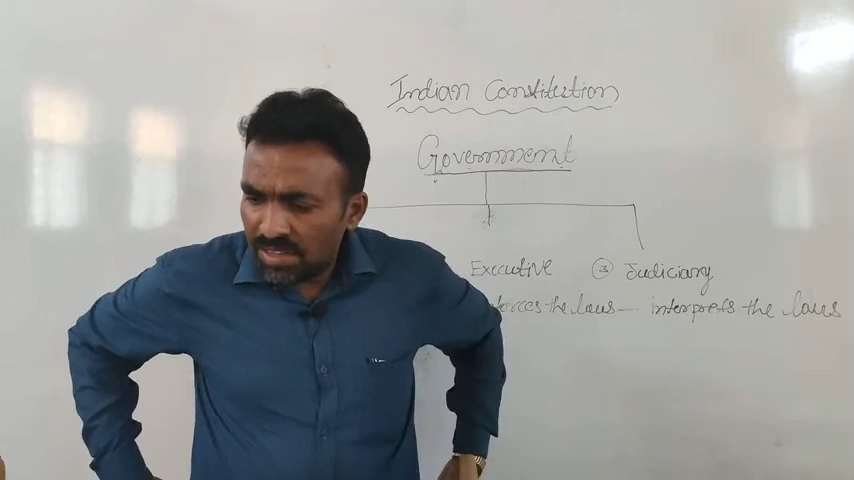 Indian Constitution
Government
Executive ③ Judiciary
forces the laws — interprets the laws